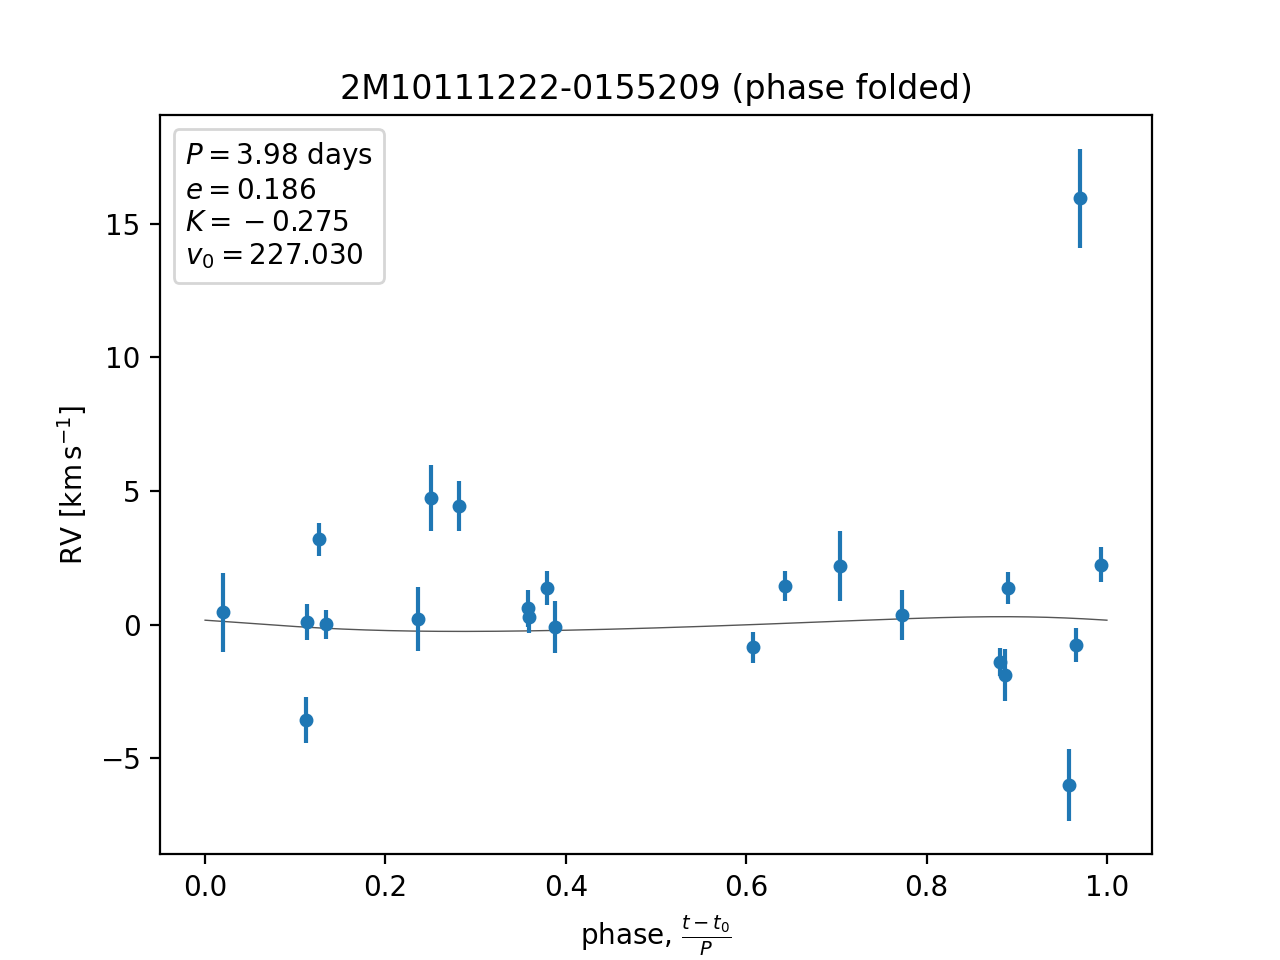 2M10111222-0155209 (phase folded)
P = 3.98 days
e = 0.186
K = −0.275
v₀ = 227.030
15
10
5
0
−5
RV [km s⁻¹]
0.0 0.2 0.4 0.6 0.8 1.0
phase, (t − t₀)/P